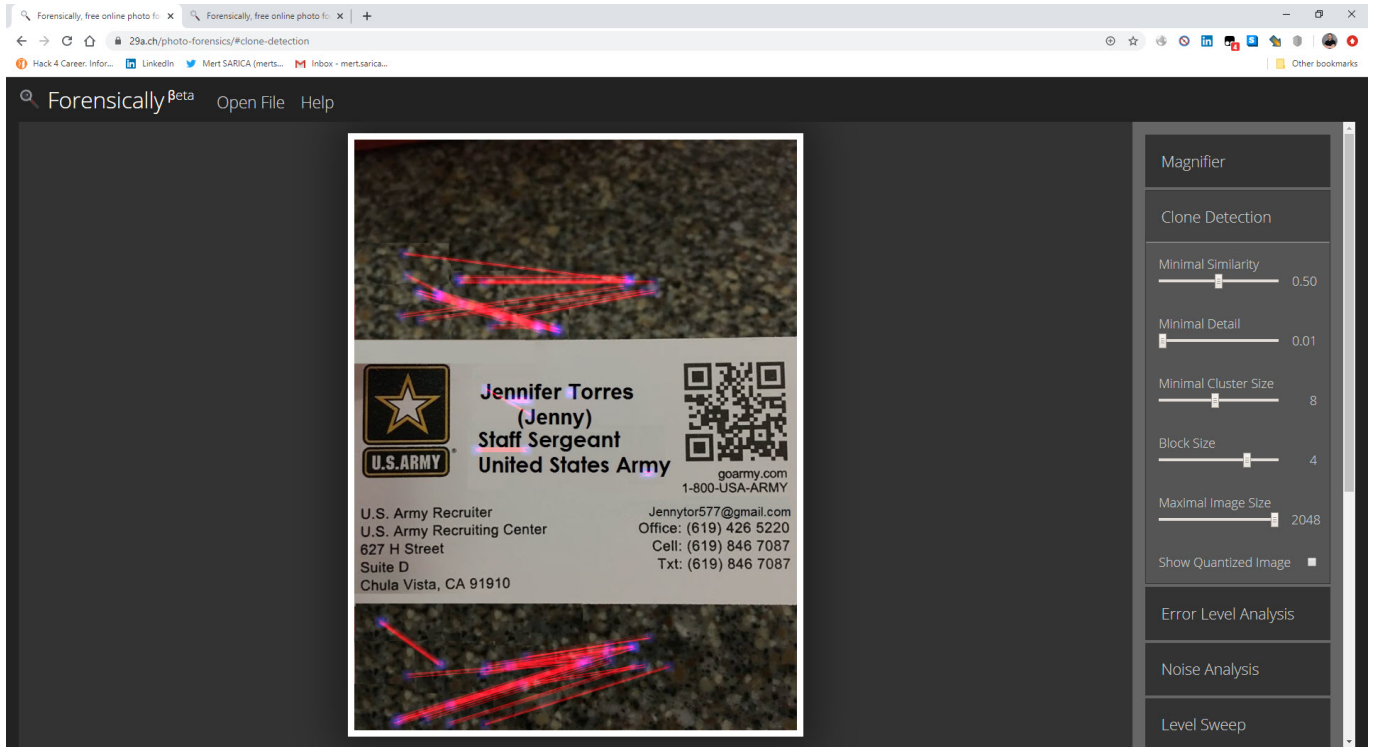 Forensically, free online photo fo
Forensically, free online photo fo
29a.ch/photo-forensics/#clone-detection
Hack 4 Career. Infor...
LinkedIn
Mert SARICA (merts...
Inbox - mert.sarica...
Other bookmarks
Forensically βeta
Open File
Help
Jennifer Torres
(Jenny)
Staff Sergeant
United States Army
U.S.ARMY
goarmy.com
1-800-USA-ARMY
U.S. Army Recruiter
U.S. Army Recruiting Center
627 H Street
Suite D
Chula Vista, CA 91910
Jennytor577@gmail.com
Office: (619) 426 5220
Cell: (619) 846 7087
Txt: (619) 846 7087
Magnifier
Clone Detection
Minimal Similarity
0.50
Minimal Detail
0.01
Minimal Cluster Size
8
Block Size
4
Maximal Image Size
2048
Show Quantized Image
Error Level Analysis
Noise Analysis
Level Sweep